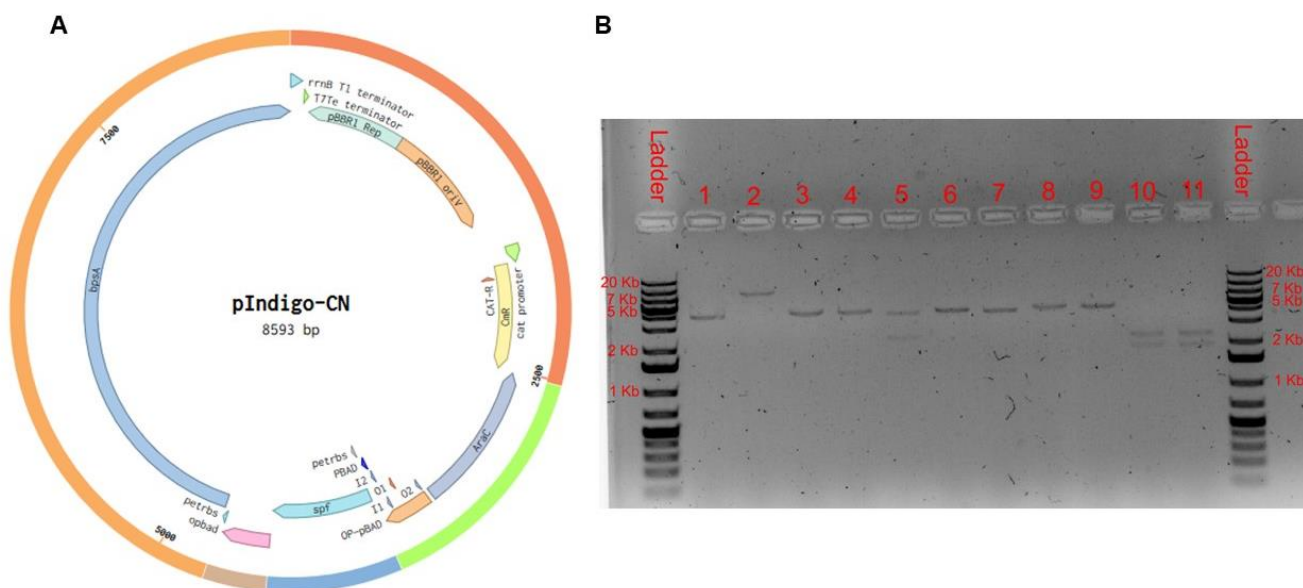 A
rrnB T1 terminator
T7Te terminator
pBBR1 Rep
pBBR1 oriV
7500
bpsA
pIndigo-CN
8593 bp
CAT-R
CmR
cat promoter
2500
AraC
petrbs
PBAD
I2
O1
O2
I1
OP-pBAD
spf
petrbs
opbad
5000
B
Ladder
1
2
3
4
5
6
7
8
9
10
11
Ladder
20 Kb
7 Kb
5 Kb
2 Kb
1 Kb
20 Kb
7 Kb
5 Kb
2 Kb
1 Kb